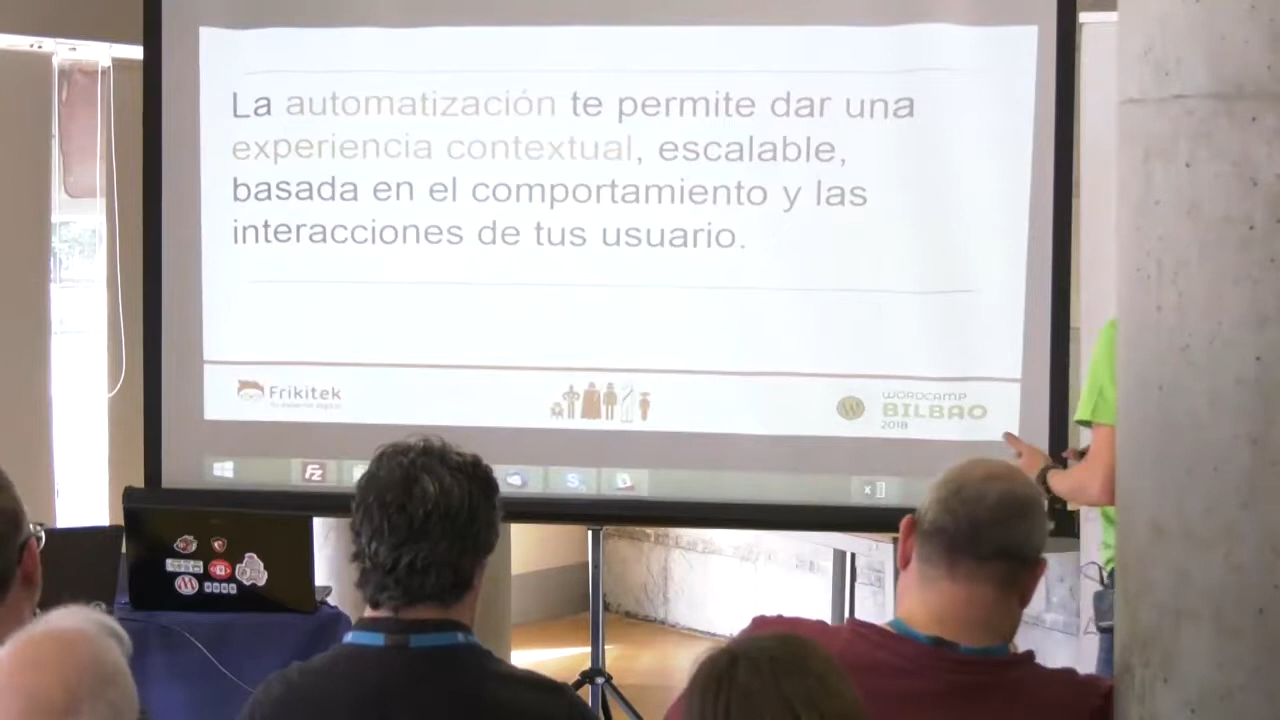 La automatización te permite dar una
experiencia contextual, escalable,
basada en el comportamiento y las
interacciones de tus usuario.
Frikitek
WORDCAMP
BILBAO
2018
Fz
S
X